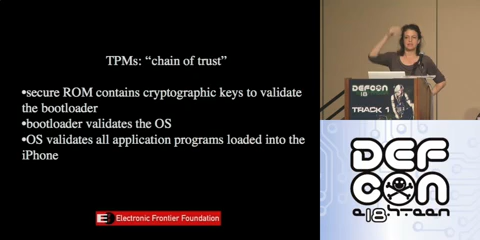 TPMs: “chain of trust”
•secure ROM contains cryptographic keys to validate
the bootloader
•bootloader validates the OS
•OS validates all application programs loaded into the
iPhone
Electronic Frontier Foundation
DEFCON
18
TRACK 1
DEF
CON
18